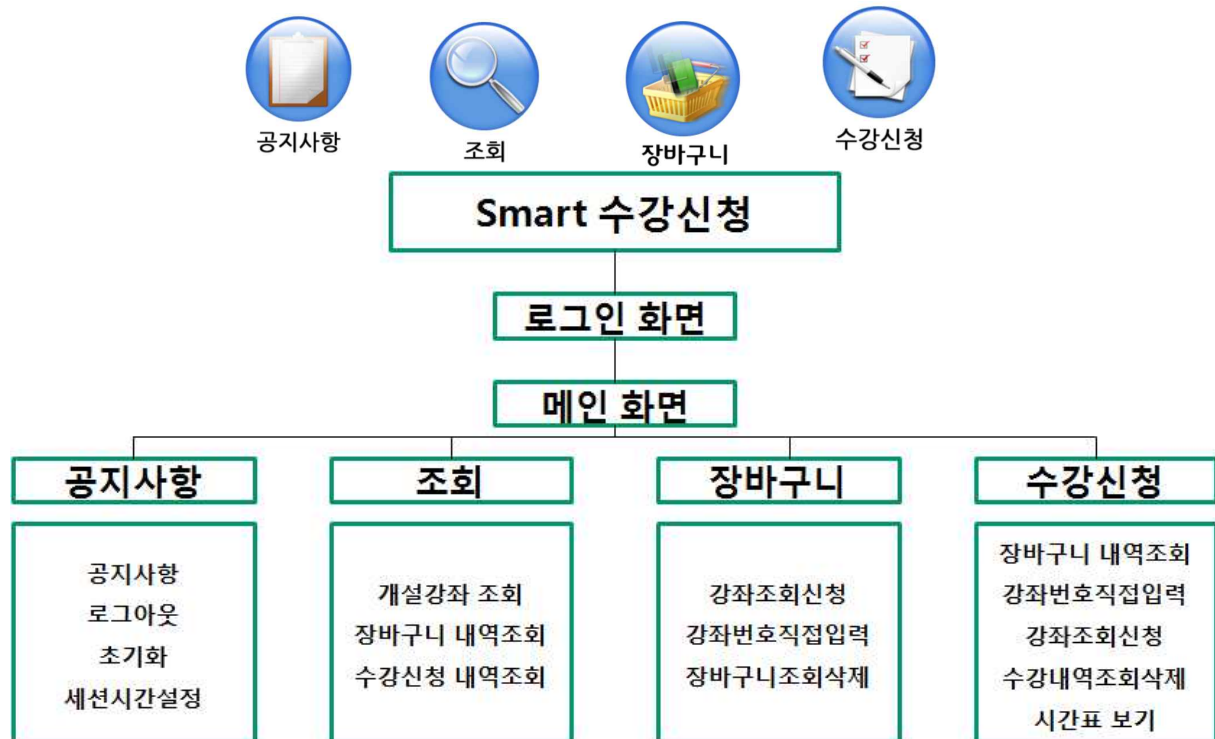 공지사항
조회
장바구니
수강신청
Smart 수강신청
로그인 화면
메인 화면
공지사항
조회
장바구니
수강신청
공지사항
로그아웃
초기화
세션시간설정
개설강좌 조회
장바구니 내역조회
수강신청 내역조회
강좌조회신청
강좌번호직접입력
장바구니조회삭제
장바구니 내역조회
강좌번호직접입력
강좌조회신청
수강내역조회삭제
시간표 보기